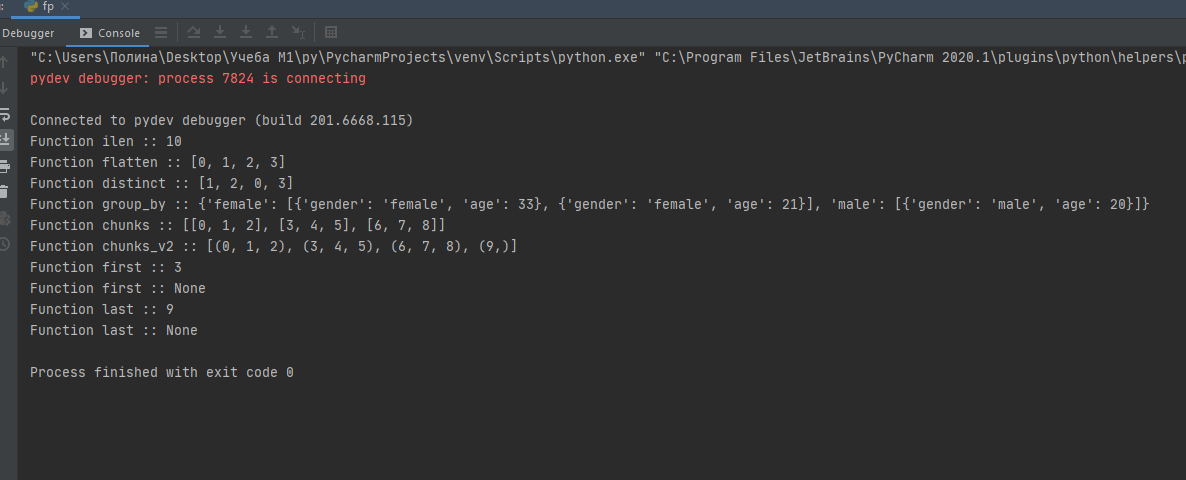 fp
Debugger
Console
"C:\Users\Полина\Desktop\Учеба М1\py\PycharmProjects\venv\Scripts\python.exe" "C:\Program Files\JetBrains\PyCharm 2020.1\plugins\python\helpers\p
pydev debugger: process 7824 is connecting
Connected to pydev debugger (build 201.6668.115)
Function ilen :: 10
Function flatten :: [0, 1, 2, 3]
Function distinct :: [1, 2, 0, 3]
Function group_by :: {'female': [{'gender': 'female', 'age': 33}, {'gender': 'female', 'age': 21}], 'male': [{'gender': 'male', 'age': 20}]}
Function chunks :: [[0, 1, 2], [3, 4, 5], [6, 7, 8]]
Function chunks_v2 :: [(0, 1, 2), (3, 4, 5), (6, 7, 8), (9,)]
Function first :: 3
Function first :: None
Function last :: 9
Function last :: None
Process finished with exit code 0